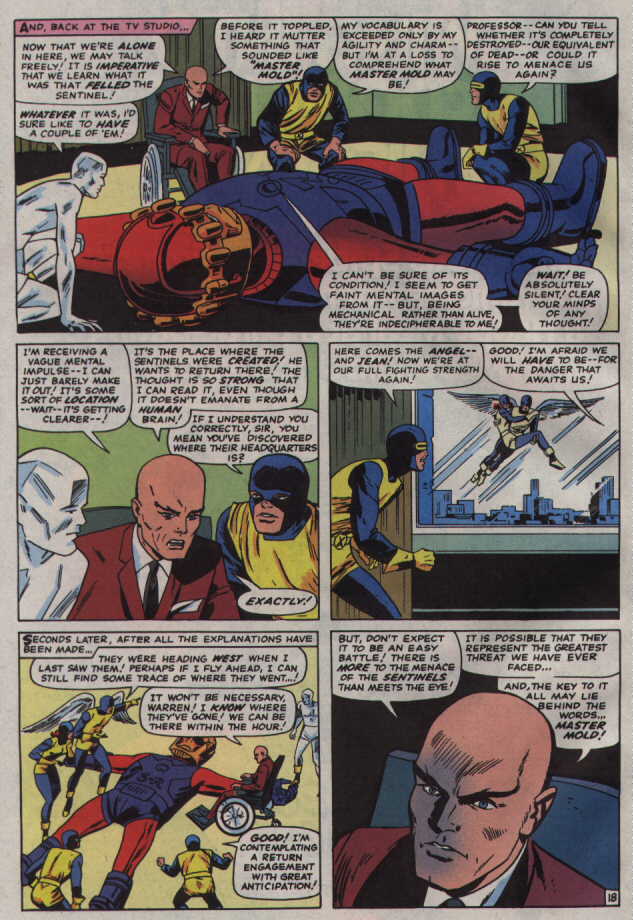 AND, BACK AT THE TV STUDIO...
NOW THAT WE'RE ALONE
IN HERE, WE MAY TALK
FREELY! IT IS IMPERATIVE
THAT WE LEARN WHAT IT
WAS THAT FELLED THE
SENTINEL!
WHATEVER IT WAS, I'D
SURE LIKE TO HAVE
A COUPLE OF 'EM!
BEFORE IT TOPPLED,
I HEARD IT MUTTER
SOMETHING THAT
SOUNDED LIKE
"MASTER
MOLD"!
MY VOCABULARY IS
EXCEEDED ONLY BY MY
AGILITY AND CHARM--
BUT I'M AT A LOSS TO
COMPREHEND WHAT
MASTER MOLD MAY
BE!
PROFESSOR--CAN YOU TELL
WHETHER IT'S COMPLETELY
DESTROYED--OUR EQUIVALENT
OF DEAD--OR COULD IT
RISE TO MENACE US
AGAIN?
I CAN'T BE SURE OF ITS
CONDITION! I SEEM TO GET
FAINT MENTAL IMAGES
FROM IT-- BUT, BEING
MECHANICAL RATHER THAN ALIVE,
THEY'RE INDECIPHERABLE TO ME!
WAIT! BE
ABSOLUTELY
SILENT! CLEAR
YOUR MINDS
OF ANY
THOUGHT!
I'M RECEIVING A
VAGUE MENTAL
IMPULSE-- I CAN
JUST BARELY MAKE
IT OUT! IT'S SOME
SORT OF LOCATION
--WAIT--IT'S GETTING
CLEARER--!
IT'S THE PLACE WHERE THE
SENTINELS WERE CREATED! HE
WANTS TO RETURN THERE! THE
THOUGHT IS SO STRONG THAT
I CAN READ IT, EVEN THOUGH
IT DOESN'T EMANATE FROM A
HUMAN
BRAIN!
IF I UNDERSTAND YOU
CORRECTLY, SIR, YOU
MEAN YOU'VE DISCOVERED
WHERE THEIR HEADQUARTERS
IS?
EXACTLY!
HERE COMES THE ANGEL--
AND JEAN! NOW WE'RE AT
OUR FULL FIGHTING STRENGTH
AGAIN!
GOOD! I'M AFRAID WE
WILL HAVE TO BE--FOR
THE DANGER THAT
AWAITS US!
SECONDS LATER, AFTER ALL THE EXPLANATIONS HAVE
BEEN MADE...
THEY WERE HEADING WEST WHEN I
LAST SAW THEM! PERHAPS IF I FLY AHEAD, I CAN
STILL FIND SOME TRACE OF WHERE THEY WENT...!
IT WON'T BE NECESSARY,
WARREN! I KNOW WHERE
THEY'VE GONE! WE CAN BE
THERE WITHIN THE HOUR!
GOOD! I'M
CONTEMPLATING
A RETURN
ENGAGEMENT
WITH GREAT
ANTICIPATION!
BUT, DON'T EXPECT
IT TO BE AN EASY
BATTLE! THERE IS
MORE TO THE MENACE
OF THE SENTINELS
THAN MEETS THE EYE!
IT IS POSSIBLE THAT THEY
REPRESENT THE GREATEST
THREAT WE HAVE EVER
FACED...
AND, THE KEY TO IT
ALL MAY LIE
BEHIND THE
WORDS...
MASTER
MOLD!
18